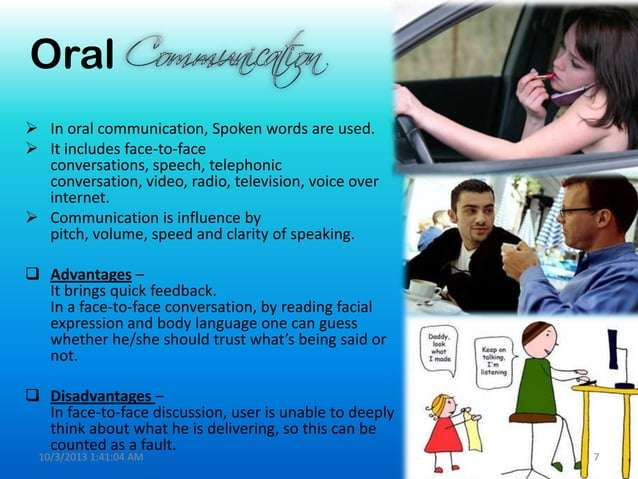 Oral Communication
➢ In oral communication, Spoken words are used.
➢ It includes face-to-face
conversations, speech, telephonic
conversation, video, radio, television, voice over
internet.
➢ Communication is influence by
pitch, volume, speed and clarity of speaking.
❑ Advantages –
It brings quick feedback.
In a face-to-face conversation, by reading facial
expression and body language one can guess
whether he/she should trust what's being said or
not.
❑ Disadvantages –
In face-to-face discussion, user is unable to deeply
think about what he is delivering, so this can be
counted as a fault.
10/3/2013 1:41:04 AM
Daddy,
look
what
I made
Keep on
talking,
I'm
listening
7